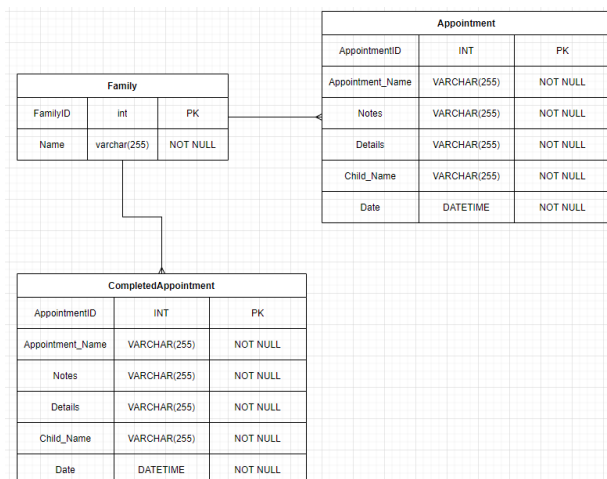 Appointment
AppointmentID INT PK
Appointment_Name VARCHAR(255) NOT NULL
Notes VARCHAR(255) NOT NULL
Details VARCHAR(255) NOT NULL
Child_Name VARCHAR(255) NOT NULL
Date DATETIME NOT NULL
Family
FamilyID int PK
Name varchar(255) NOT NULL
CompletedAppointment
AppointmentID INT PK
Appointment_Name VARCHAR(255) NOT NULL
Notes VARCHAR(255) NOT NULL
Details VARCHAR(255) NOT NULL
Child_Name VARCHAR(255) NOT NULL
Date DATETIME NOT NULL